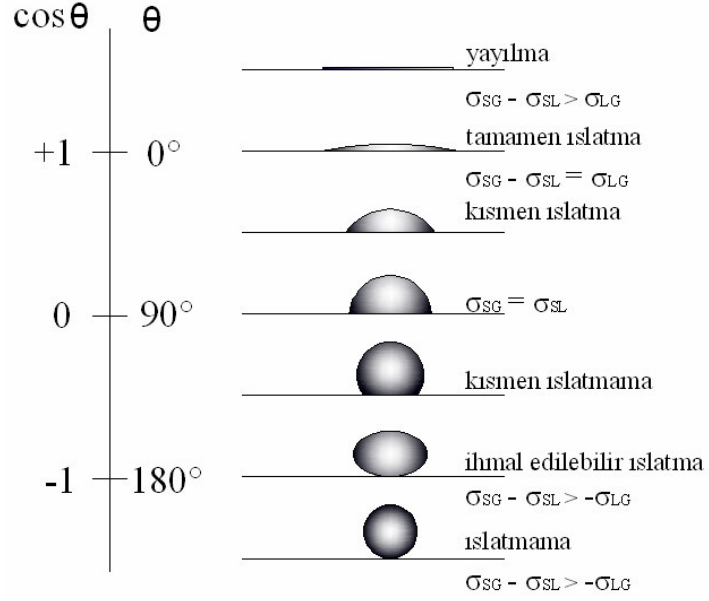 cosθ θ
yayılma
σSG - σSL > σLG
tamamen ıslatma
+1 0°
σSG - σSL = σLG
kısmen ıslatma
0 90°
σSG = σSL
kısmen ıslatmama
ihmal edilebilir ıslatma
-1 180°
σSG - σSL > -σLG
ıslatmama
σSG - σSL > -σLG